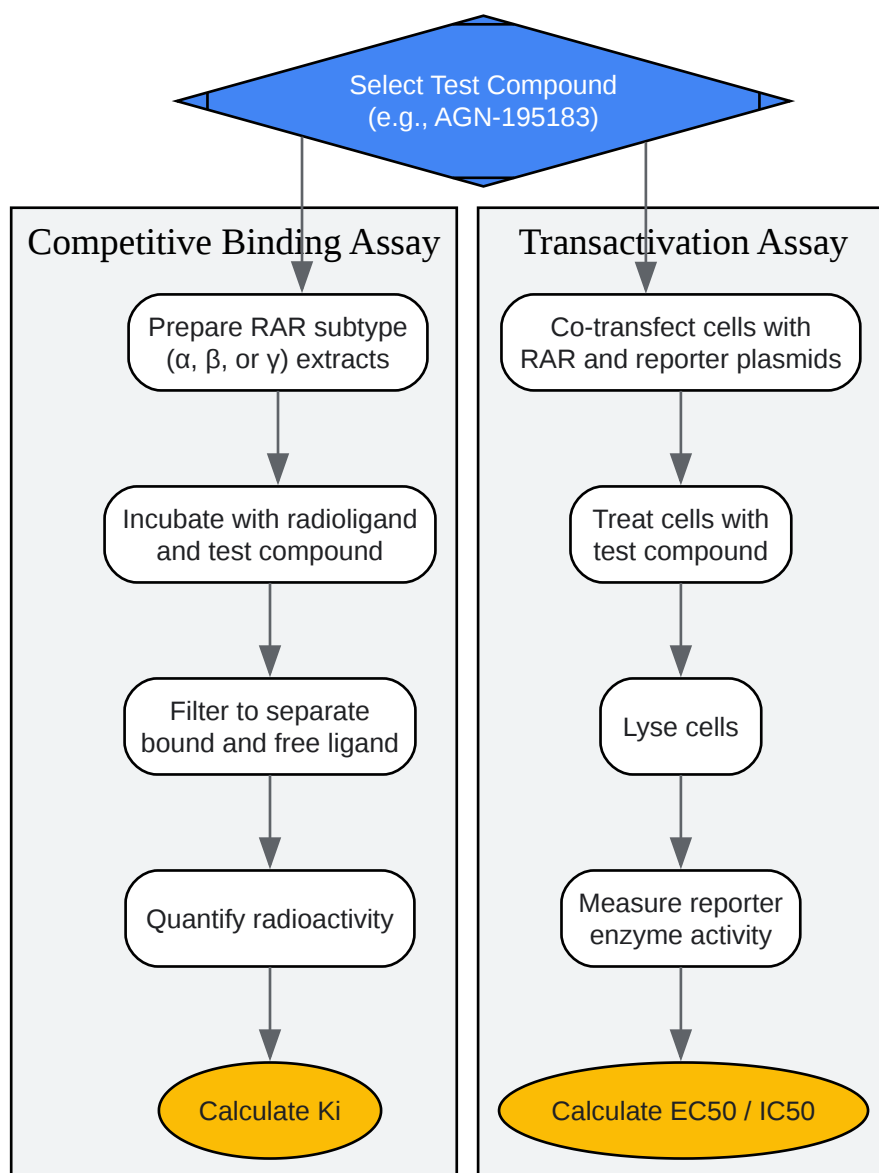 Select Test Compound
(e.g., AGN-195183)
Competitive Binding Assay
Prepare RAR subtype
(α, β, or γ) extracts
Incubate with radioligand
and test compound
Filter to separate
bound and free ligand
Quantify radioactivity
Calculate Ki
Transactivation Assay
Co-transfect cells with
RAR and reporter plasmids
Treat cells with
test compound
Lyse cells
Measure reporter
enzyme activity
Calculate EC50 / IC50